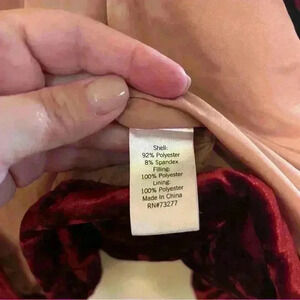 Shell:
92% Polyester
8% Spandex
Filling:
100% Polyester
Lining:
100% Polyester
Made In China
RN#73277